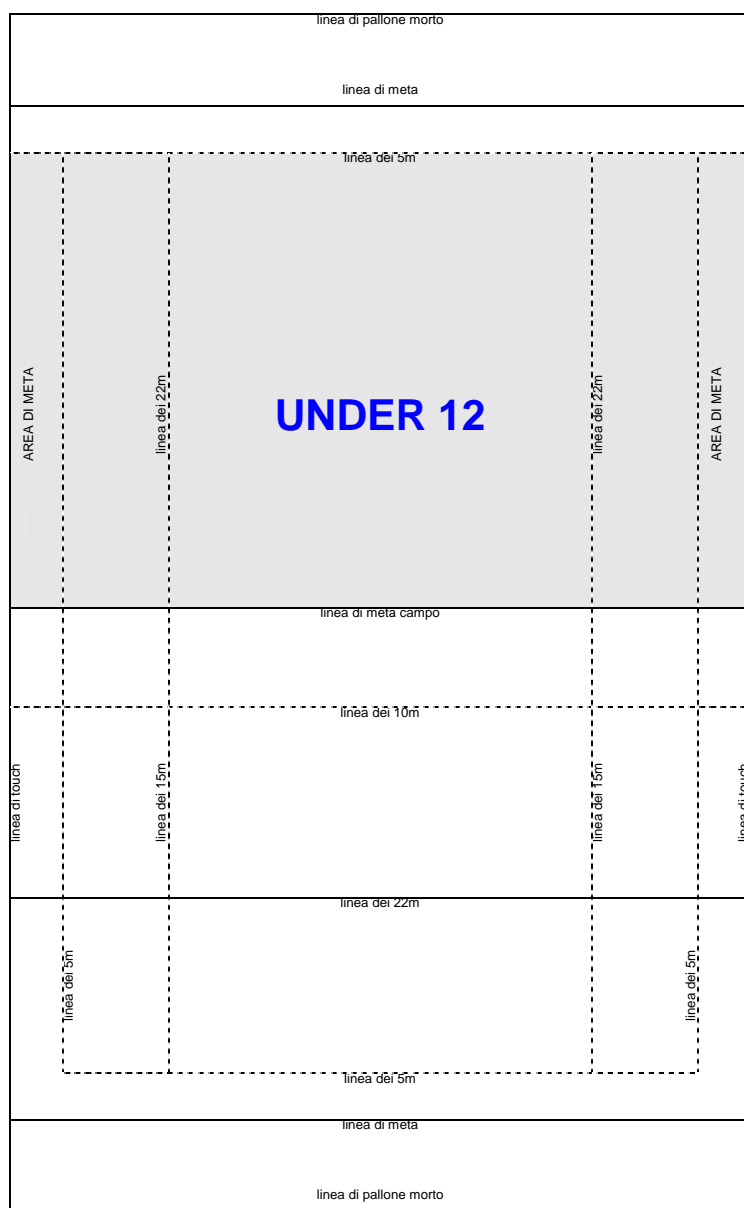 linea di pallone morto
linea di meta
linea dei 5m
AREA DI META
linea dei 22m
UNDER 12
linea dei 22m
AREA DI META
linea di meta campo
linea dei 10m
linea di touch
linea dei 15m
linea dei 15m
linea di touch
linea dei 22m
linea dei 5m
linea dei 5m
linea dei 5m
linea di meta
linea di pallone morto